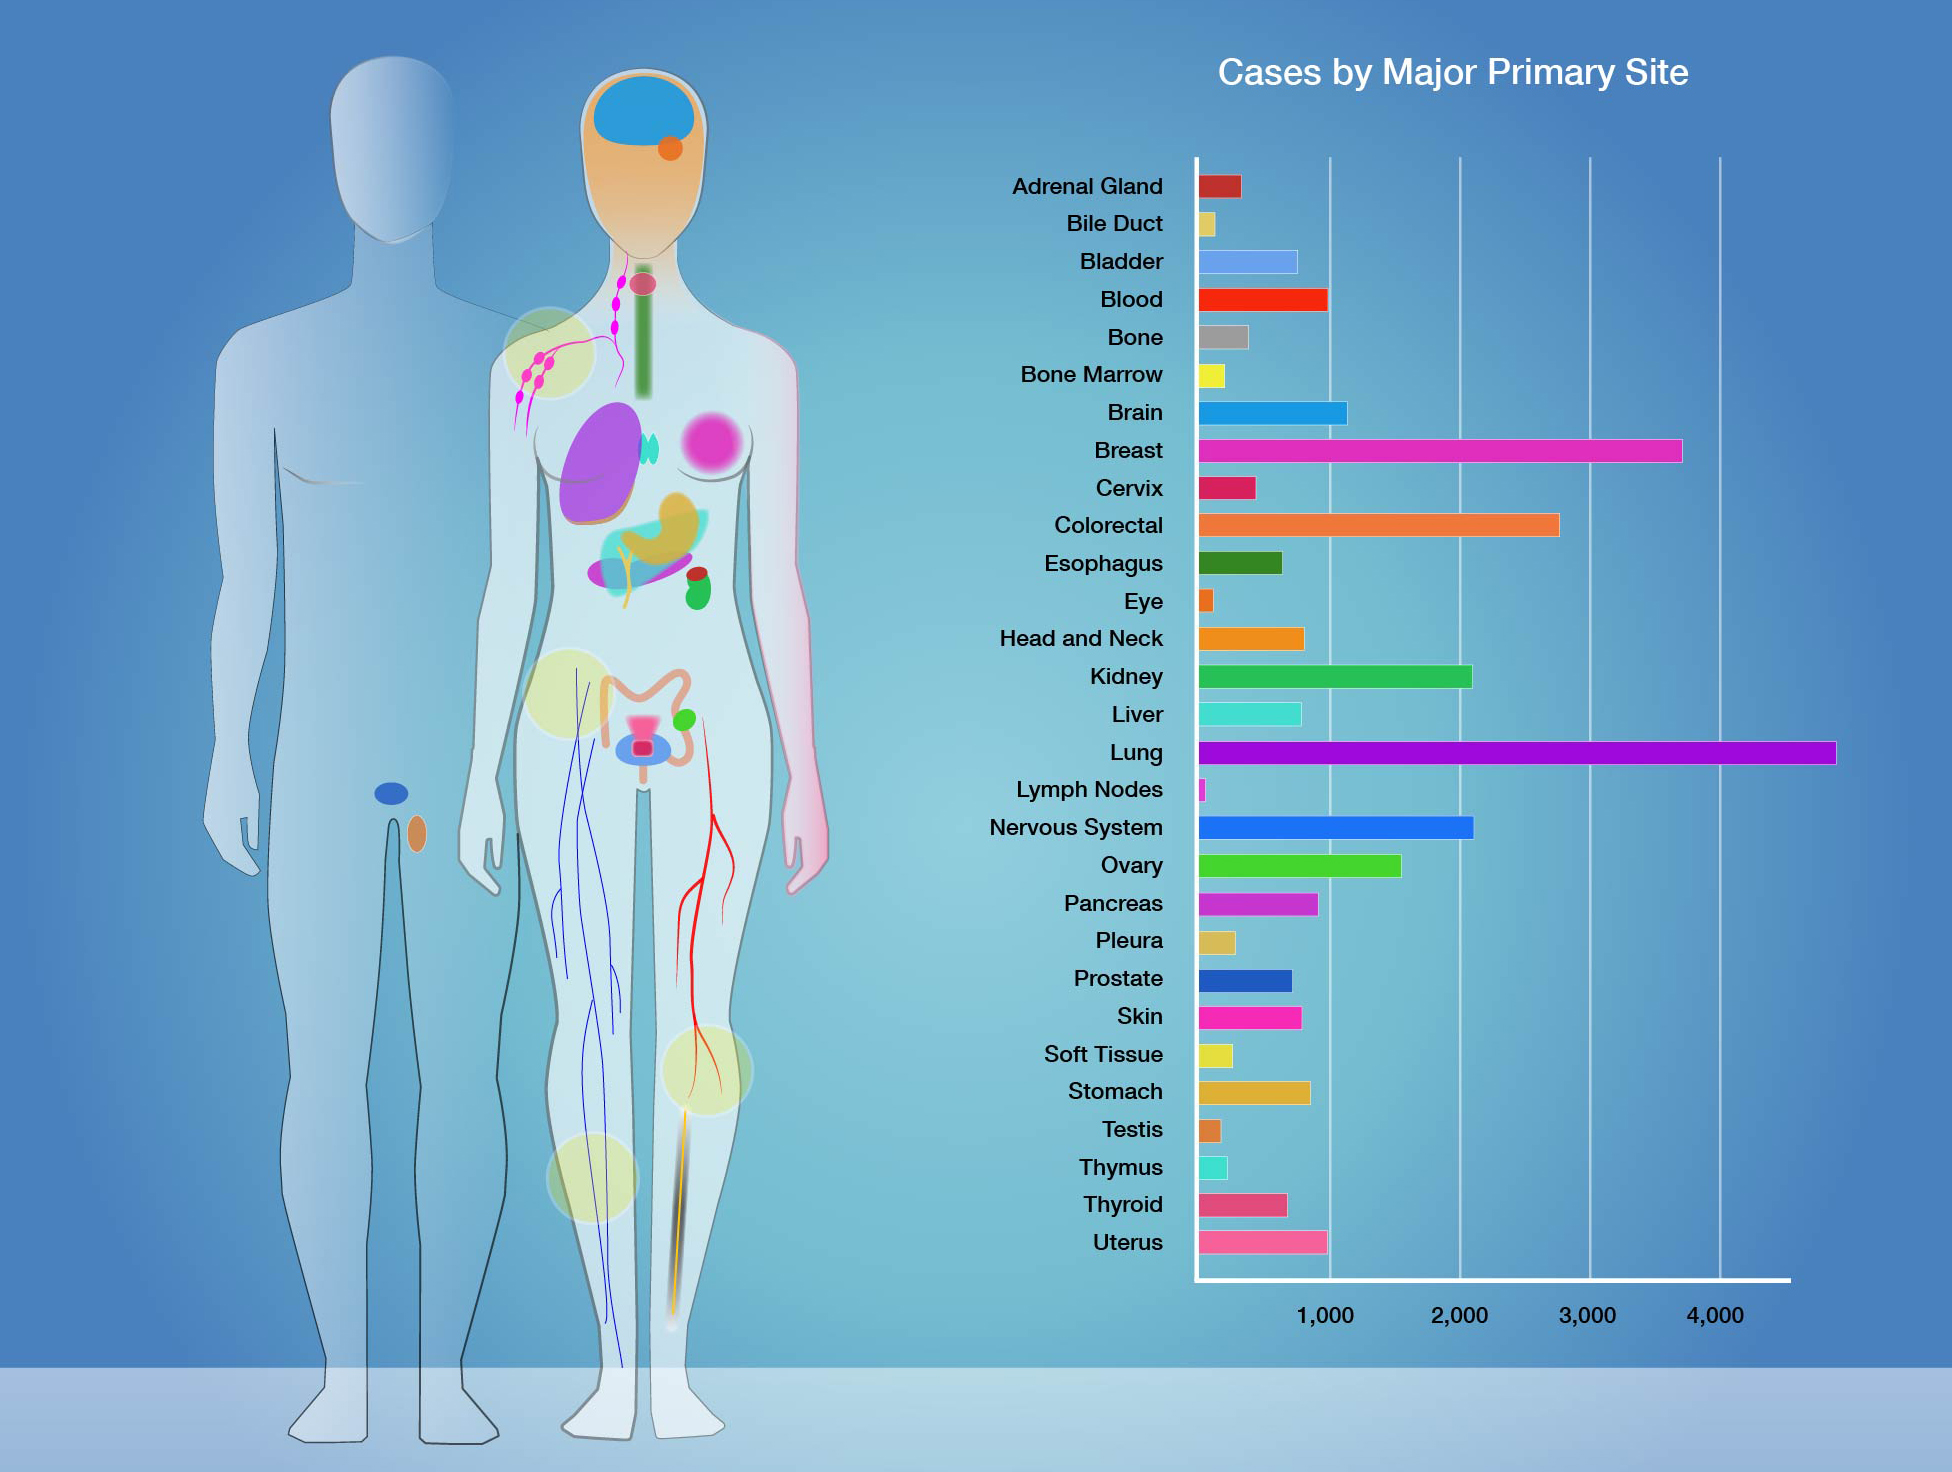 Cases by Major Primary Site
Adrenal Gland
Bile Duct
Bladder
Blood
Bone
Bone Marrow
Brain
Breast
Cervix
Colorectal
Esophagus
Eye
Head and Neck
Kidney
Liver
Lung
Lymph Nodes
Nervous System
Ovary
Pancreas
Pleura
Prostate
Skin
Soft Tissue
Stomach
Testis
Thymus
Thyroid
Uterus
1,000 2,000 3,000 4,000